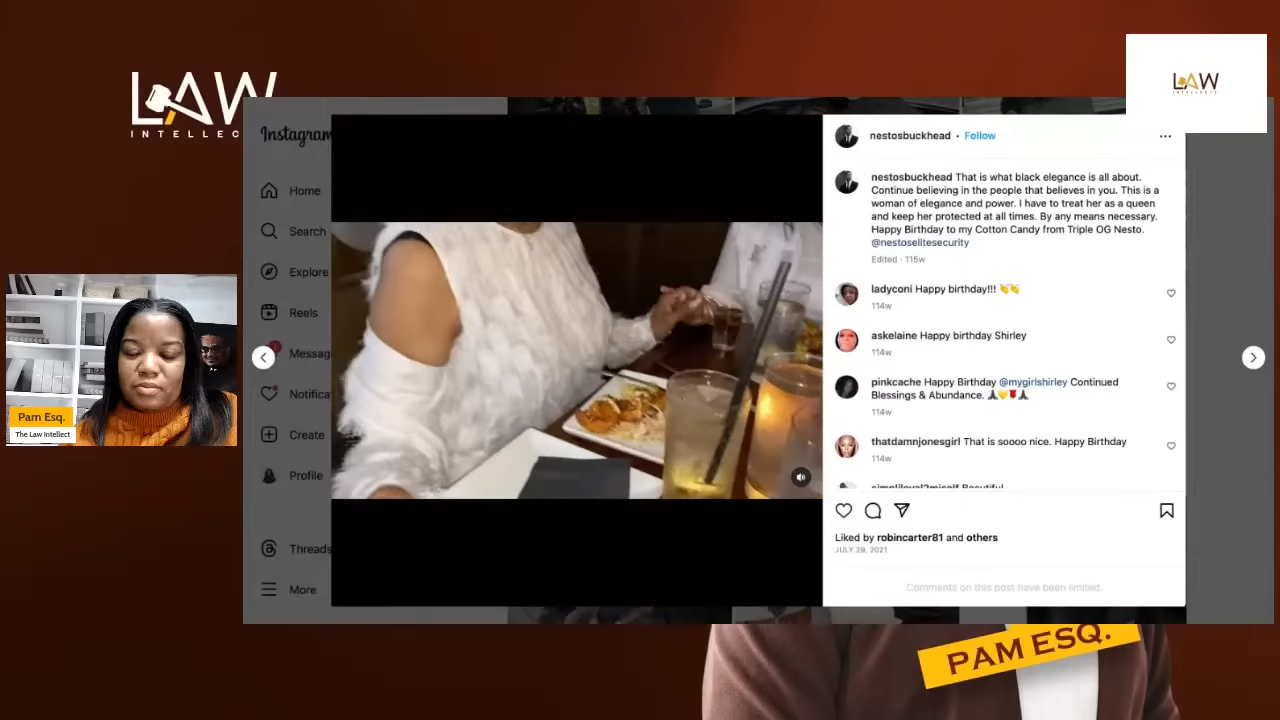 LAW
INTELLEC
LAW
INTELLECTS
Instagram
Home
Search
Explore
Reels
Messag
Notifica
Create
Profile
Threads
More
Pam Esq.
The Law Intellect
nestosbuckhead • Follow
nestosbuckhead That is what black elegance is all about.
Continue believing in the people that believes in you. This is a
woman of elegance and power. I have to treat her as a queen
and keep her protected at all times. By any means necessary.
Happy Birthday to my Cotton Candy from Triple OG Nesto.
@nestoselitesecurity
Edited · 115w
ladyconi Happy birthday!!! 👏👏
114w
askelaine Happy birthday Shirley
114w
pinkcache Happy Birthday @mygirlshirley Continued
Blessings & Abundance. 🙏🏿💛🌹🙏🏿
114w
thatdamnjonesgirl That is soooo nice. Happy Birthday
114w
Liked by robincarter81 and others
JULY 29, 2021
Comments on this post have been limited.
PAM ESQ.